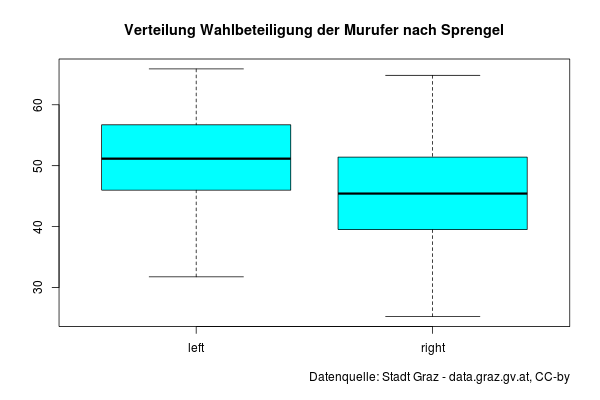 Verteilung Wahlbeteiligung der Murufer nach Sprengel
60
50
40
30
left right
Datenquelle: Stadt Graz - data.graz.gv.at, CC-by